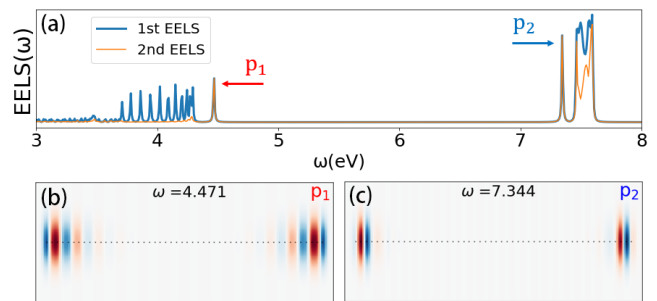 (a)
1st EELS
2nd EELS
p₁
p₂
EELS(ω)
3 4 5 6 7 8
ω(eV)
(b) ω =4.471 p₁
(c) ω =7.344 p₂